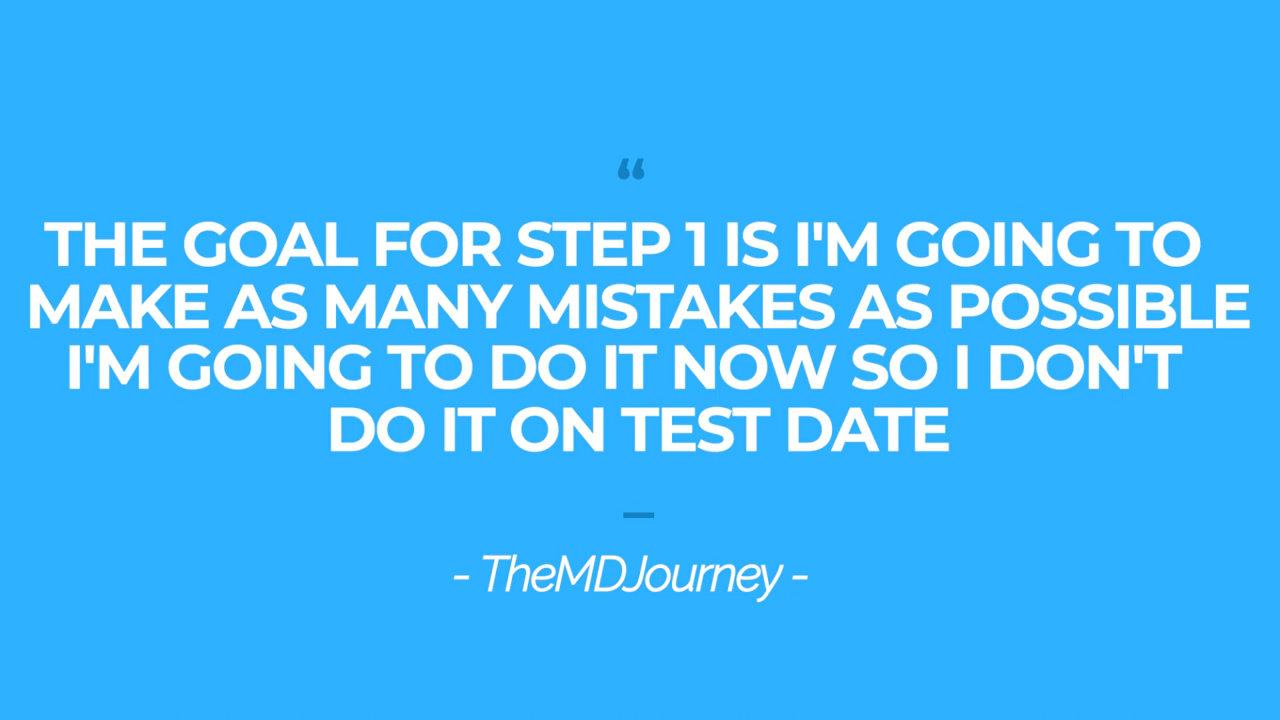 “
THE GOAL FOR STEP 1 IS I'M GOING TO
MAKE AS MANY MISTAKES AS POSSIBLE
I'M GOING TO DO IT NOW SO I DON'T
DO IT ON TEST DATE
–
- TheMDJourney -